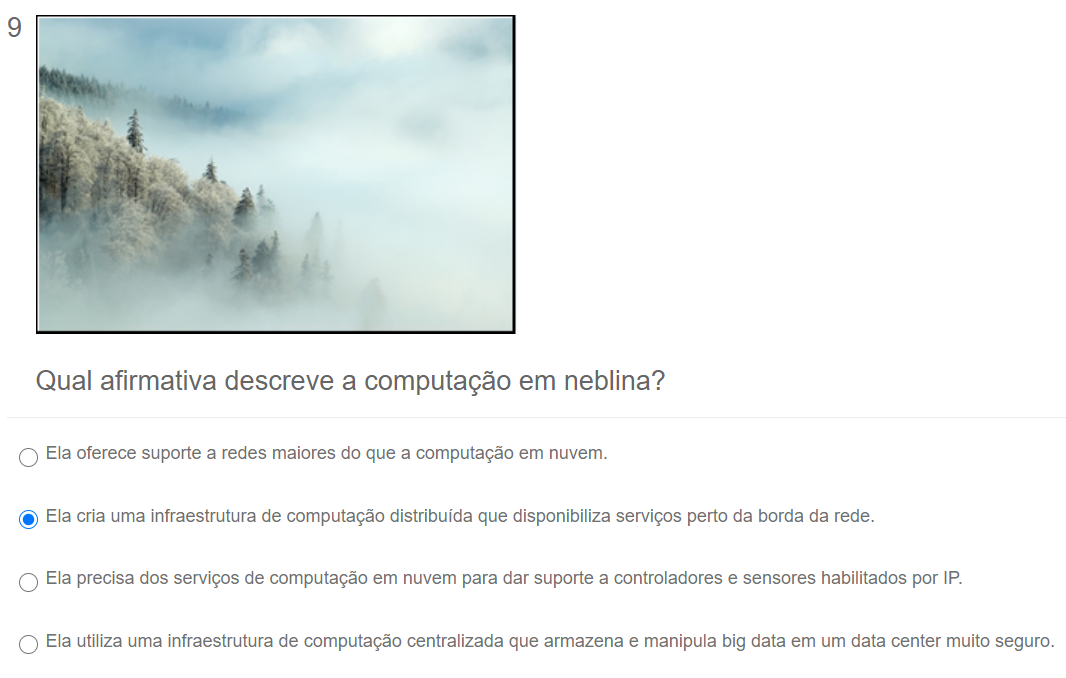 9
Qual afirmativa descreve a computação em neblina?
Ela oferece suporte a redes maiores do que a computação em nuvem.
Ela cria uma infraestrutura de computação distribuída que disponibiliza serviços perto da borda da rede.
Ela precisa dos serviços de computação em nuvem para dar suporte a controladores e sensores habilitados por IP.
Ela utiliza uma infraestrutura de computação centralizada que armazena e manipula big data em um data center muito seguro.